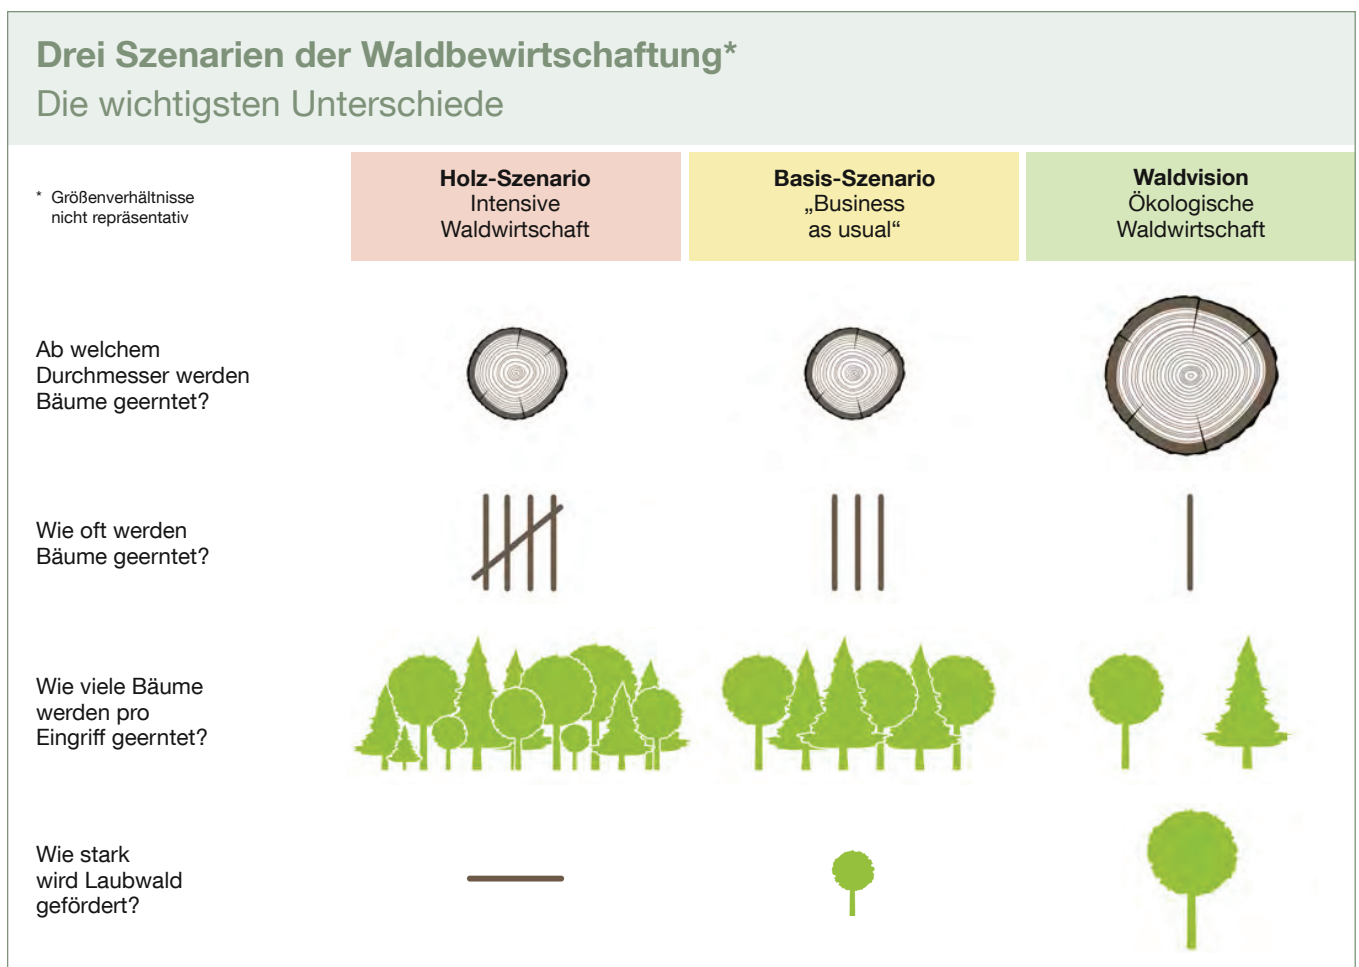 Drei Szenarien der Waldbewirtschaftung*
Die wichtigsten Unterschiede
* Größenverhältnisse
nicht repräsentativ
Holz-Szenario
Intensive
Waldwirtschaft
Basis-Szenario
„Business
as usual“
Waldvision
Ökologische
Waldwirtschaft
Ab welchem
Durchmesser werden
Bäume geerntet?
Wie oft werden
Bäume geerntet?
Wie viele Bäume
werden pro
Eingriff geerntet?
Wie stark
wird Laubwald
gefördert?